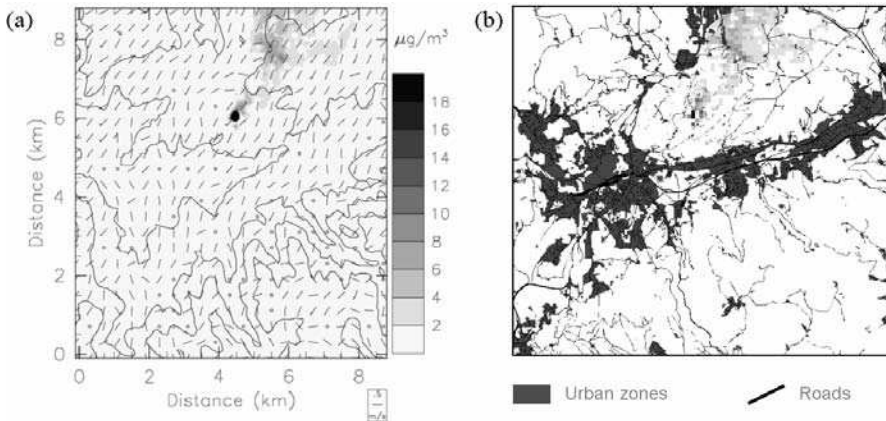 (a)
(b)
μg/m³
18
16
14
12
10
8
6
4
2
8
6
4
2
0
Distance (km)
0 2 4 6 8
Distance (km)
.5
m/s
Urban zones
Roads